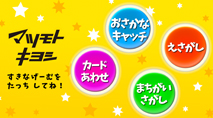 マツモト
キヨシ
すきなげーむを
たっち してね!
おさかな
キャッチ
えさがし
カード
あわせ
まちがい
さがし